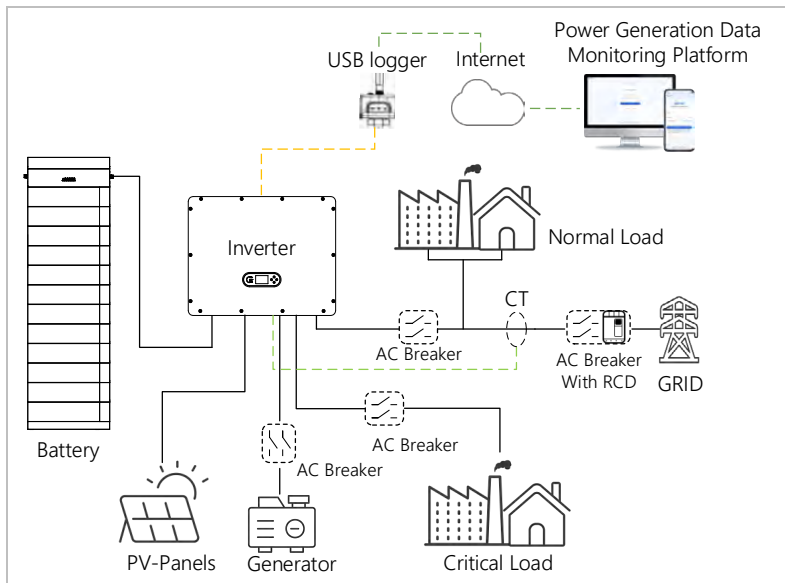 Power Generation Data
Monitoring Platform
USB logger
Internet
Inverter
Normal Load
CT
AC Breaker
AC Breaker
With RCD
GRID
AC Breaker
Battery
AC Breaker
PV-Panels
Generator
Critical Load